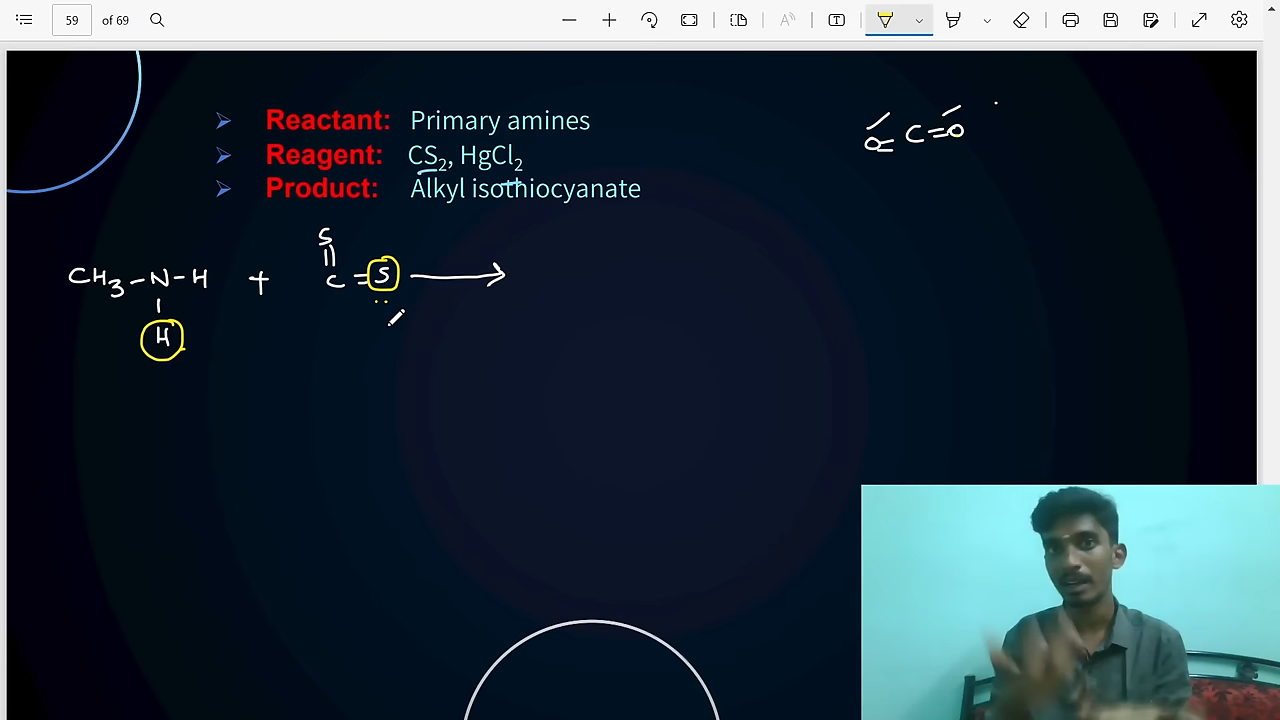 59 of 69
Reactant: Primary amines
Reagent: CS₂, HgCl₂
Product: Alkyl isothiocyanate
O=C=O
S
||
CH₃-N-H + C=S →
|
H